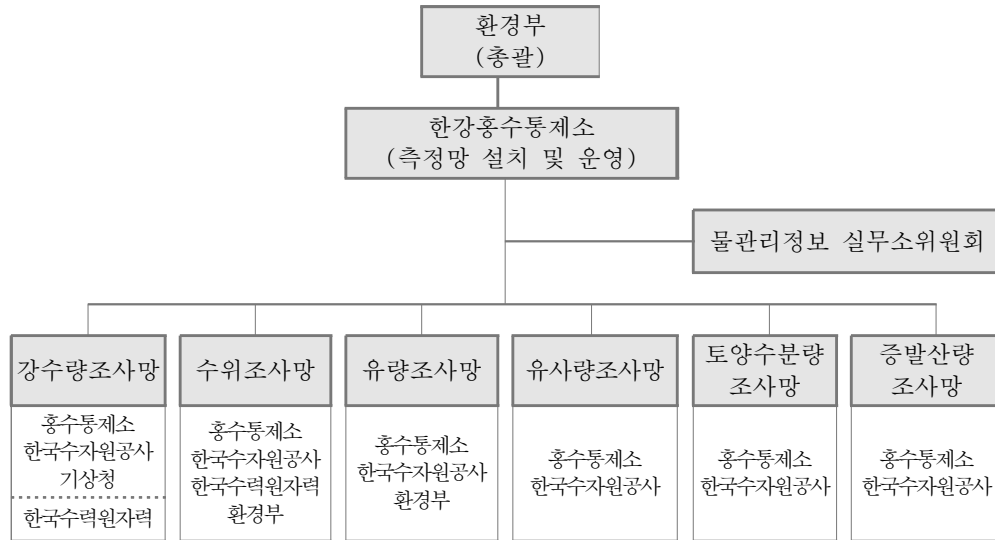 환경부
(총괄)
한강홍수통제소
(측정망 설치 및 운영)
물관리정보 실무소위원회
강수량조사망
홍수통제소
한국수자원공사
기상청
한국수력원자력
수위조사망
홍수통제소
한국수자원공사
한국수력원자력
환경부
유량조사망
홍수통제소
한국수자원공사
환경부
유사량조사망
홍수통제소
한국수자원공사
토양수분량
조사망
홍수통제소
한국수자원공사
증발산량
조사망
홍수통제소
한국수자원공사